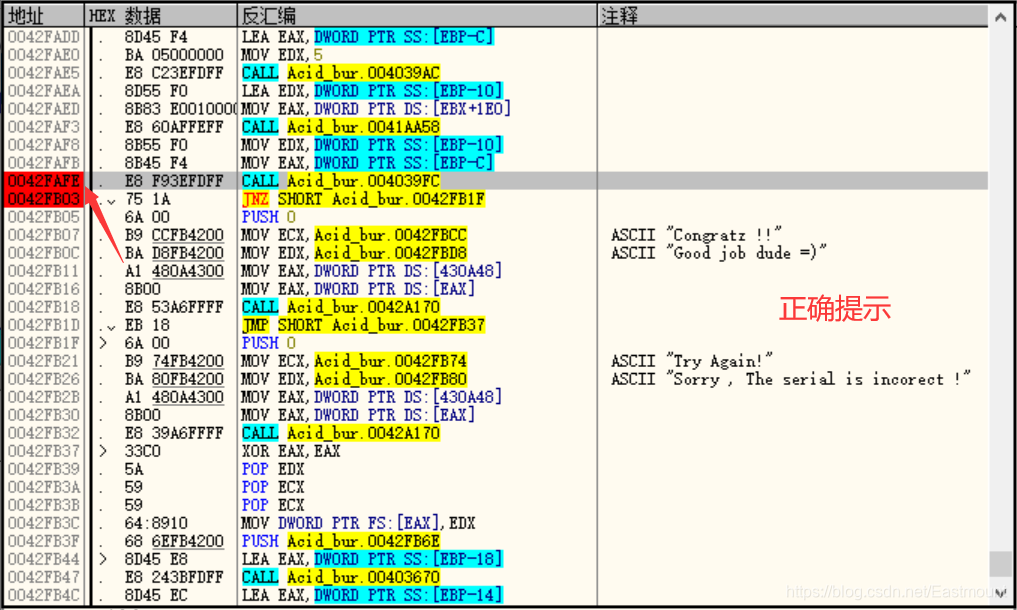 地址 HEX 数据 反汇编 注释
0042FADD . 8D45 F4 LEA EAX,DWORD PTR SS:[EBP-C]
0042FAE0 . BA 05000000 MOV EDX,5
0042FAE5 . E8 C23EFDFF CALL Acid_bur.004039AC
0042FAEA . 8D55 F0 LEA EDX,DWORD PTR SS:[EBP-10]
0042FAED . 8B83 E0010000 MOV EAX,DWORD PTR DS:[EBX+1E0]
0042FAF3 . E8 60AFFEFF CALL Acid_bur.0041AA58
0042FAF8 . 8B55 F0 MOV EDX,DWORD PTR SS:[EBP-10]
0042FAFB . 8B45 F4 MOV EAX,DWORD PTR SS:[EBP-C]
0042FAFE . E8 F93EFDFF CALL Acid_bur.004039FC
0042FB03 . 75 1A JNZ SHORT Acid_bur.0042FB1F
0042FB05 . 6A 00 PUSH 0
0042FB07 . B9 CCFB4200 MOV ECX,Acid_bur.0042FBCC ASCII "Congratz !!"
0042FB0C . BA D8FB4200 MOV EDX,Acid_bur.0042FBD8 ASCII "Good job dude =)"
0042FB11 . A1 480A4300 MOV EAX,DWORD PTR DS:[430A48]
0042FB16 . 8B00 MOV EAX,DWORD PTR DS:[EAX]
0042FB18 . E8 53A6FFFF CALL Acid_bur.0042A170
正确提示
0042FB1D . EB 18 JMP SHORT Acid_bur.0042FB37
0042FB1F > 6A 00 PUSH 0
0042FB21 . B9 74FB4200 MOV ECX,Acid_bur.0042FB74 ASCII "Try Again!"
0042FB26 . BA 80FB4200 MOV EDX,Acid_bur.0042FB80 ASCII "Sorry , The serial is incorect !"
0042FB2B . A1 480A4300 MOV EAX,DWORD PTR DS:[430A48]
0042FB30 . 8B00 MOV EAX,DWORD PTR DS:[EAX]
0042FB32 . E8 39A6FFFF CALL Acid_bur.0042A170
0042FB37 > 33C0 XOR EAX,EAX
0042FB39 . 5A POP EDX
0042FB3A . 59 POP ECX
0042FB3B . 59 POP ECX
0042FB3C . 64:8910 MOV DWORD PTR FS:[EAX],EDX
0042FB3F . 68 6EFB4200 PUSH Acid_bur.0042FB6E
0042FB44 > 8D45 E8 LEA EAX,DWORD PTR SS:[EBP-18]
0042FB47 . E8 243BFDFF CALL Acid_bur.00403670
0042FB4C . 8D45 EC LEA EAX,DWORD PTR SS:[EBP-14]